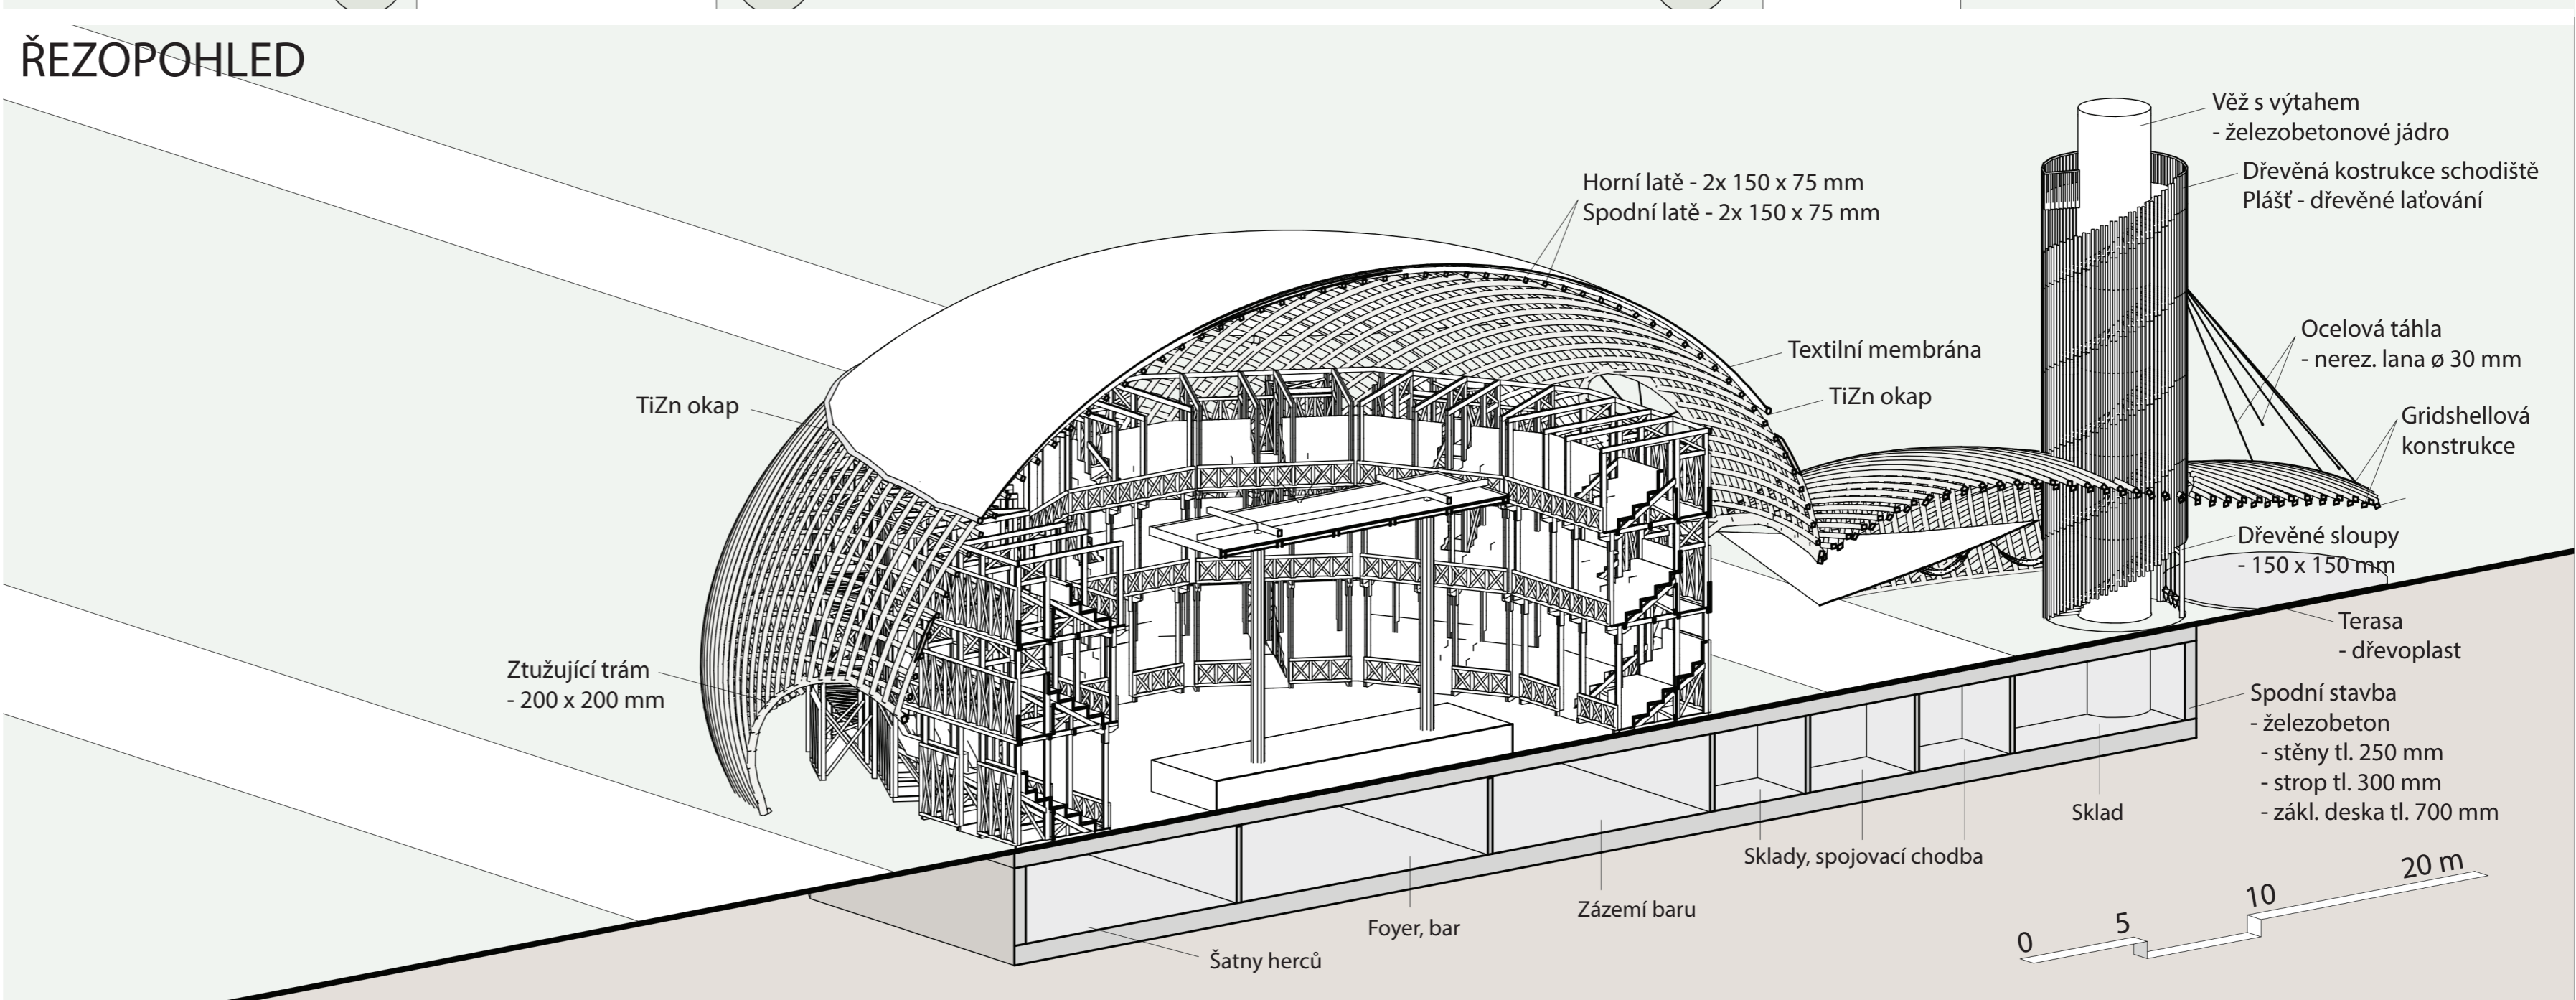 ŘEZOPOHLED
Věž s výtahem
- železobetonové jádro
Dřevěná kostrukce schodiště
Plášť - dřevěné laťování
Horní latě - 2x 150 x 75 mm
Spodní latě - 2x 150 x 75 mm
Ocelová táhla
- nerez. lana ø 30 mm
Textilní membrána
TiZn okap
TiZn okap
Gridshellová
konstrukce
Dřevěné sloupy
- 150 x 150 mm
Terasa
- dřevoplast
Ztužující trám
- 200 x 200 mm
Spodní stavba
- železobeton
- stěny tl. 250 mm
- strop tl. 300 mm
- zákl. deska tl. 700 mm
Sklad
Sklady, spojovací chodba
Zázemí baru
Foyer, bar
Šatny herců
0
5
10
20 m